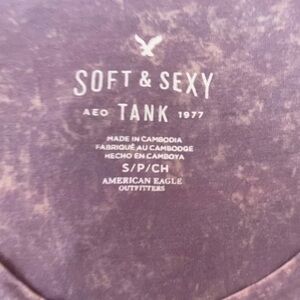 SOFT & SEXY
AEO TANK 1977
MADE IN CAMBODIA
FABRIQUÉ AU CAMBODGE
HECHO EN CAMBOYA
S/P/CH
AMERICAN EAGLE
OUTFITTERS